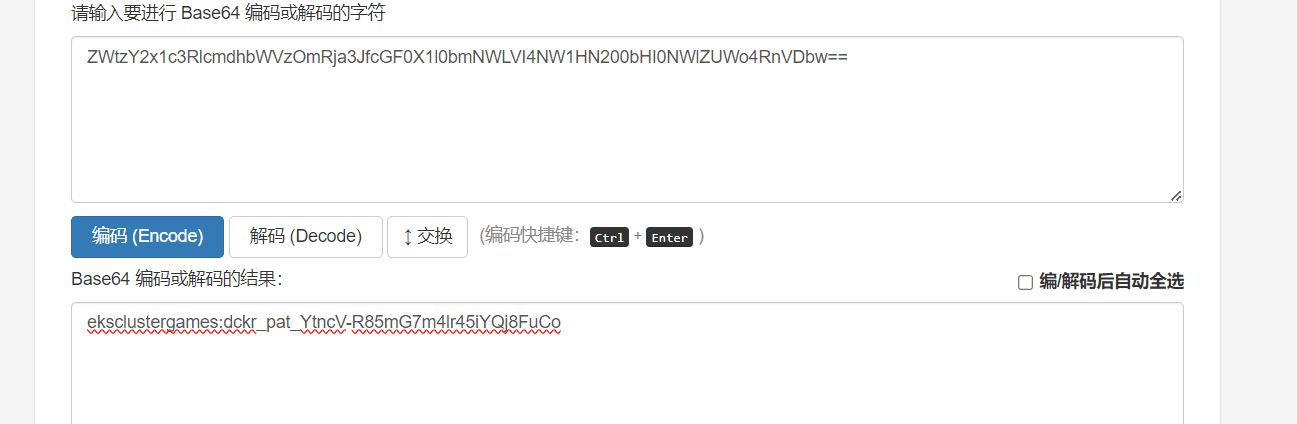 请输入要进行 Base64 编码或解码的字符
ZWtzY2x1c3RlcmdhbWVzOmRja3JfcGF0X1l0bmNWLVI4NW1HN200bHI0NWlZUWo4RnVDbw==
编码 (Encode) 解码 (Decode) ↕ 交换 (编码快捷键： Ctrl + Enter )
Base64 编码或解码的结果： 编/解码后自动全选
eksclustergames:dckr_pat_YtncV-R85mG7m4lr45iYQj8FuCo